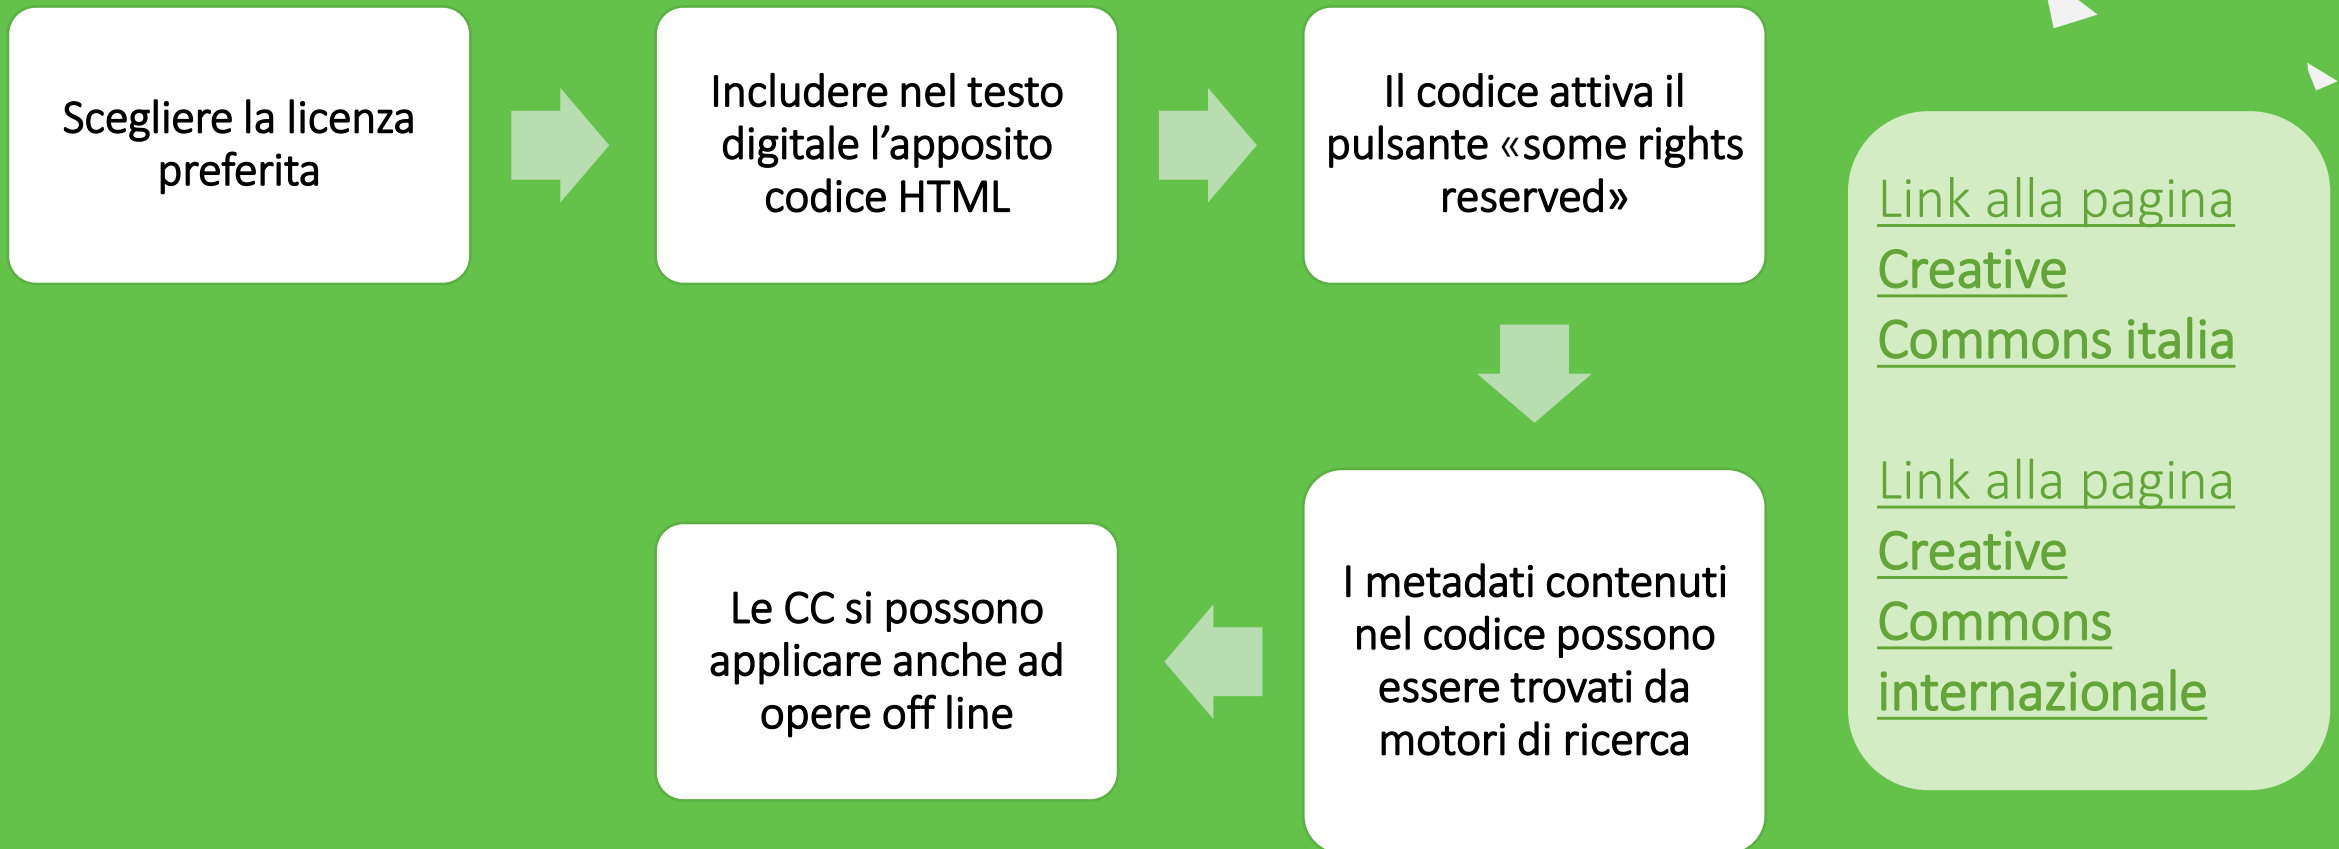 Scegliere la licenza
preferita
Includere nel testo
digitale l’apposito
codice HTML
Il codice attiva il
pulsante «some rights
reserved»
I metadati contenuti
nel codice possono
essere trovati da
motori di ricerca
Le CC si possono
applicare anche ad
opere off line
Link alla pagina
Creative
Commons italia
Link alla pagina
Creative
Commons
internazionale